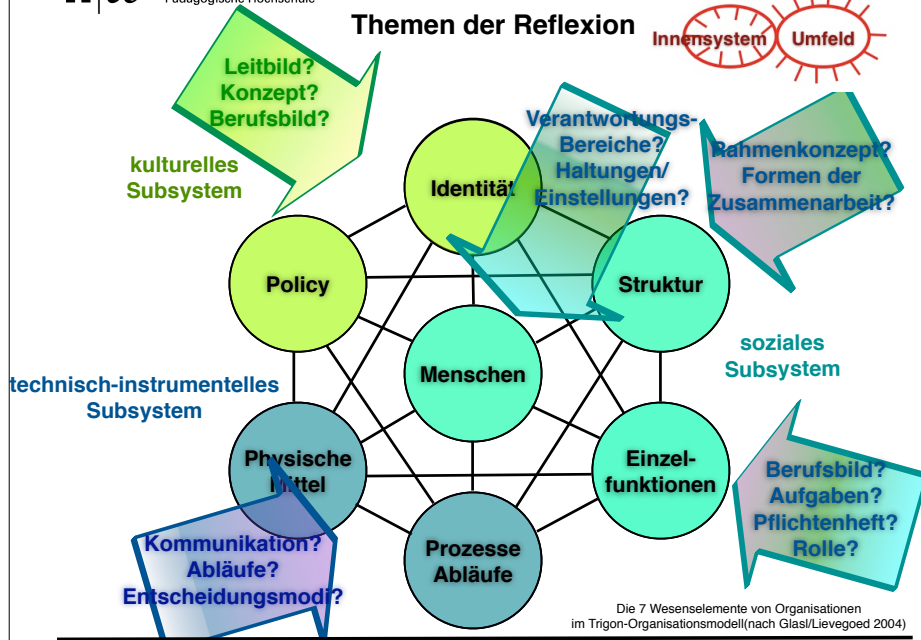 Pädagogische Hochschule
Themen der Reflexion
Innensystem
Umfeld
Leitbild?
Konzept?
Berufsbild?
kulturelles
Subsystem
Identität
Verantwortungs-
Bereiche?
Haltungen/
Einstellungen?
Rahmenkonzept?
Formen der
Zusammenarbeit?
Policy
Struktur
Menschen
soziales
Subsystem
technisch-instrumentelles
Subsystem
Physische
Mittel
Einzel-
funktionen
Berufsbild?
Aufgaben?
Pflichtenheft?
Rolle?
Kommunikation?
Abläufe?
Entscheidungsmodi?
Prozesse
Abläufe
Die 7 Wesenselemente von Organisationen
im Trigon-Organisationsmodell(nach Glasl/Lievegoed 2004)